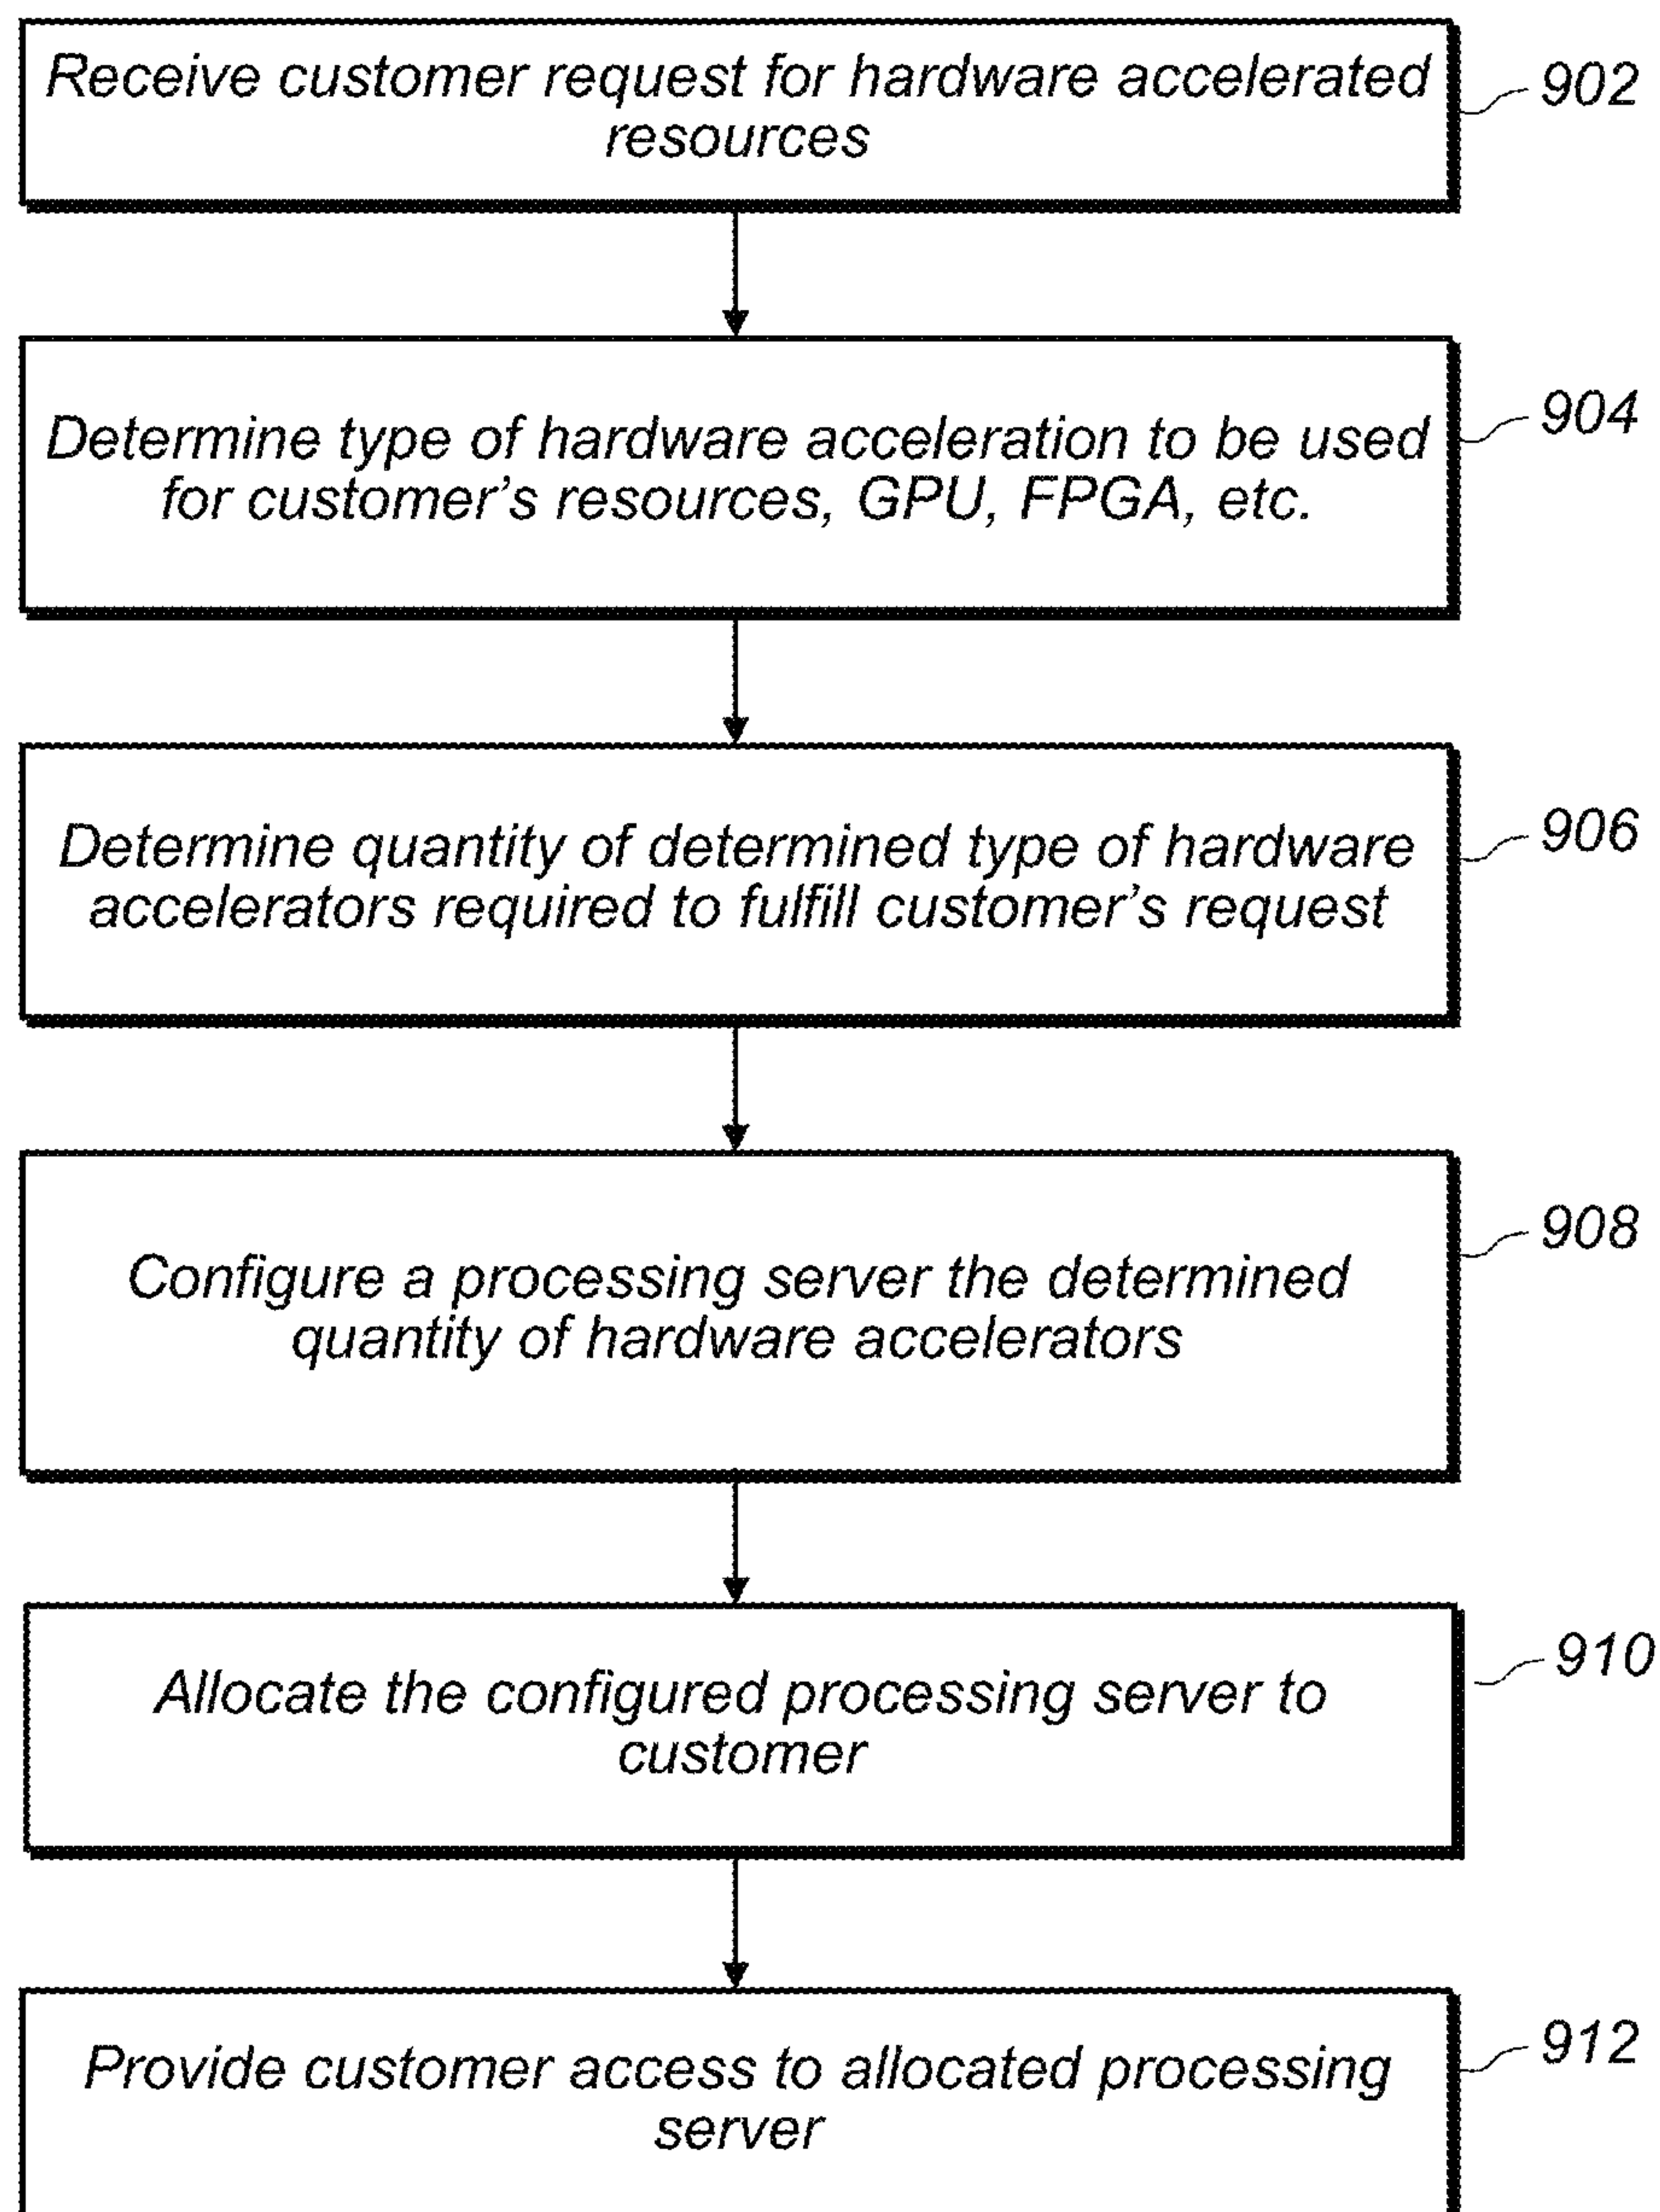 Receive customer request for hardware accelerated
resources
902
Determine type of hardware acceleration to be used
for customer's resources, GPU, FPGA, etc.
904
Determine quantity of determined type of hardware
accelerators required to fulfill customer's request
906
Configure a processing server the determined
quantity of hardware accelerators
908
Allocate the configured processing server to
customer
910
Provide customer access to allocated processing
server
912